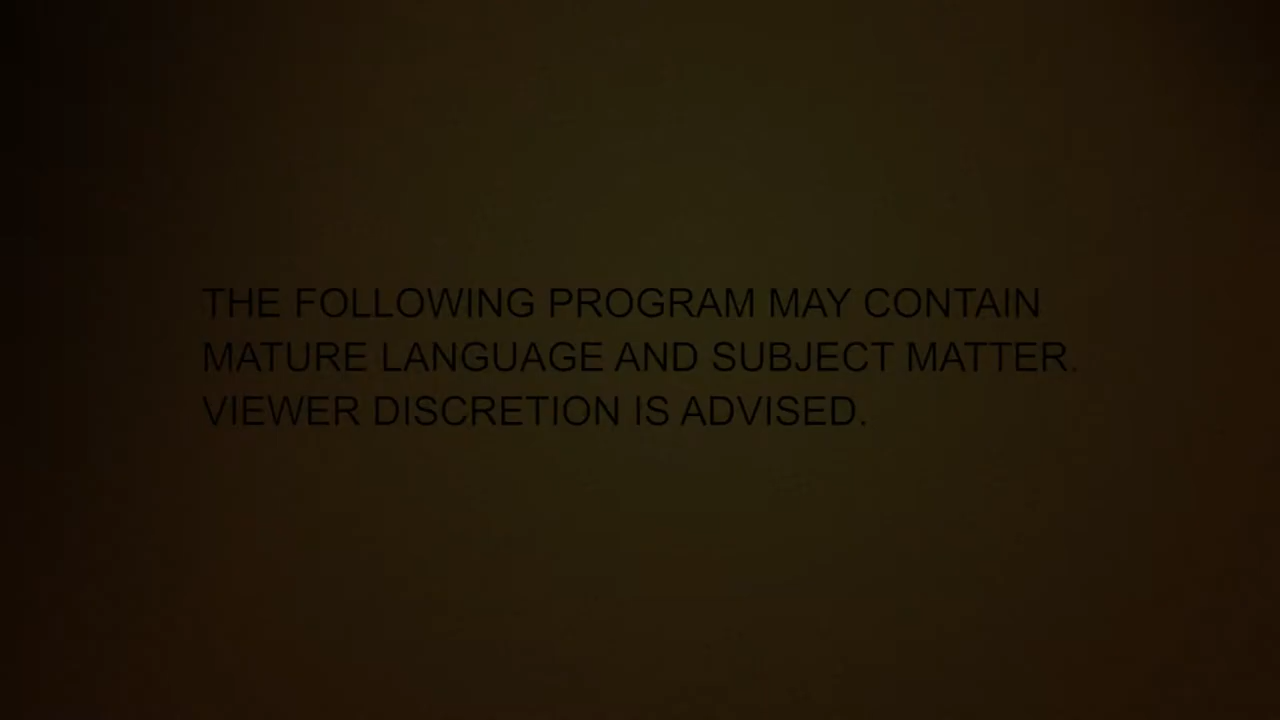 THE FOLLOWING PROGRAM MAY CONTAIN
MATURE LANGUAGE AND SUBJECT MATTER.
VIEWER DISCRETION IS ADVISED.